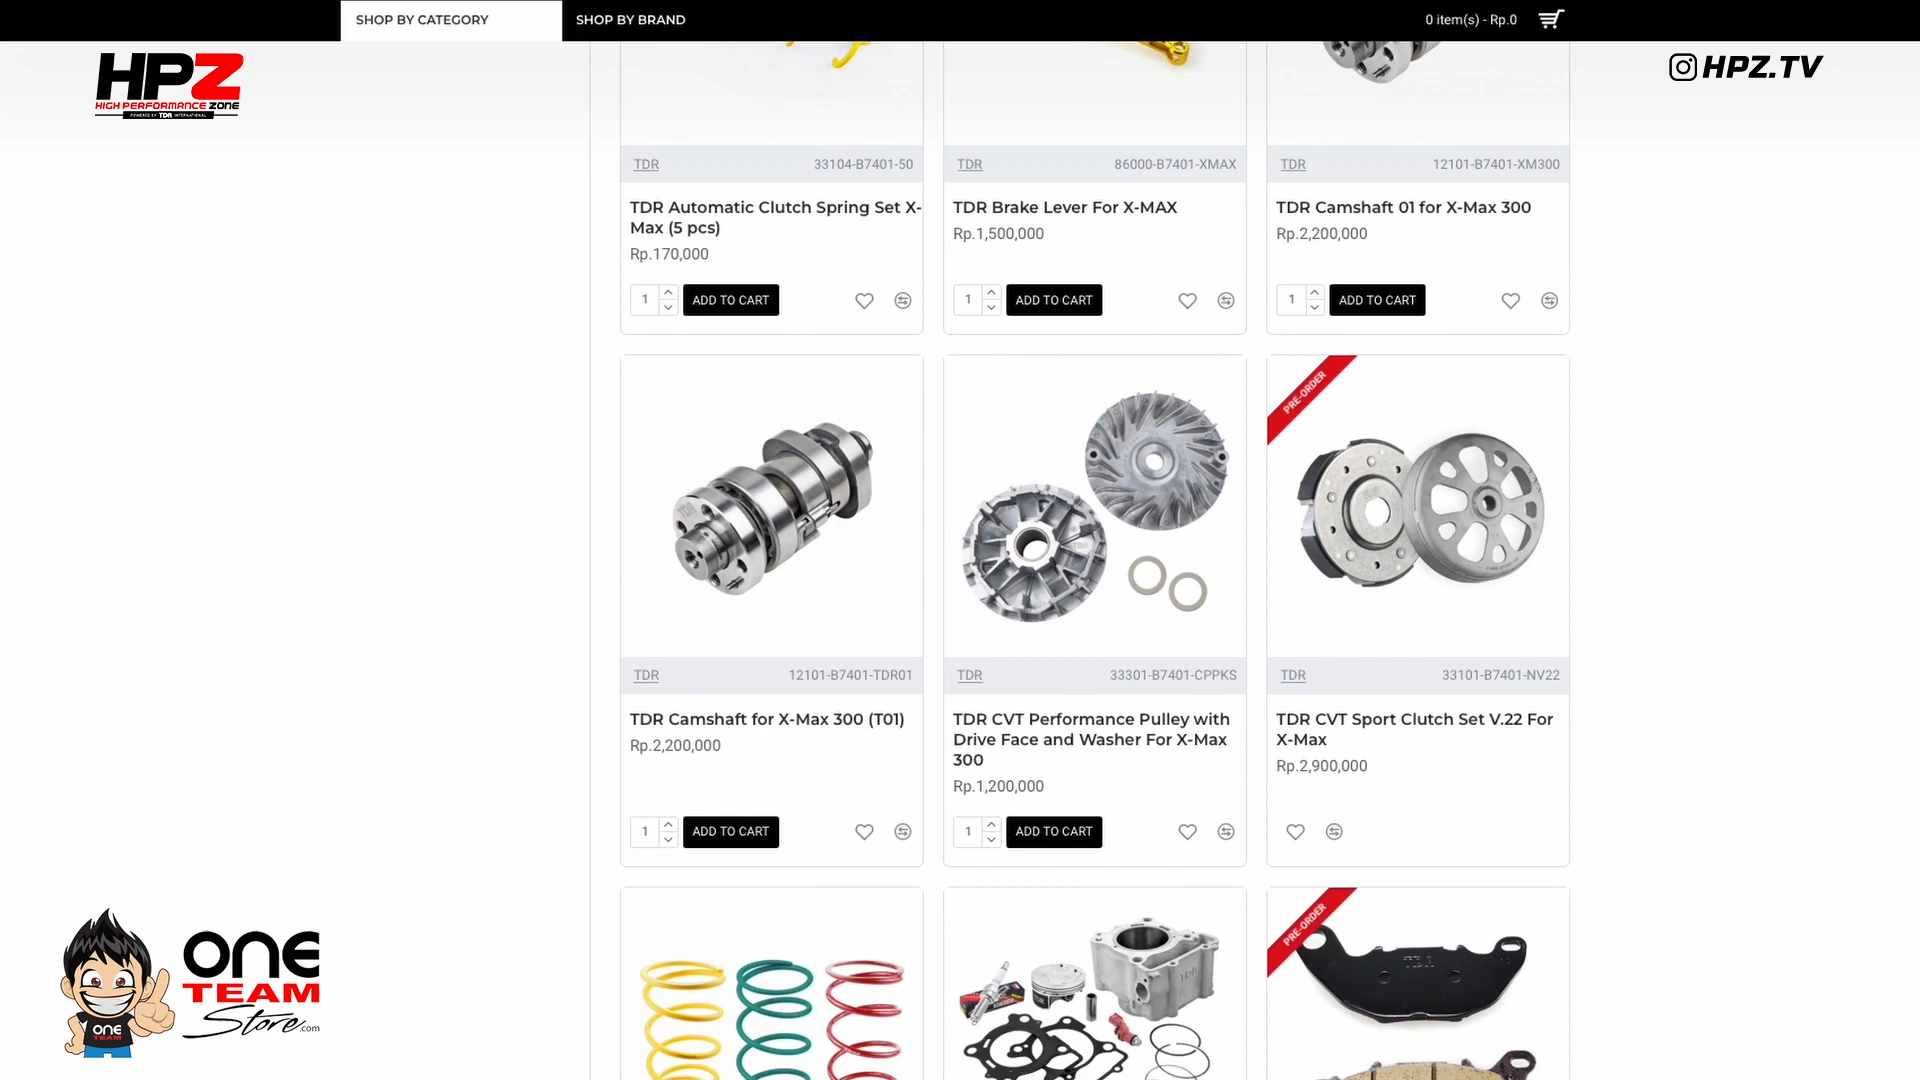 SHOP BY CATEGORY
SHOP BY BRAND
0 item(s) - Rp.0
HPZ
HIGH PERFORMANCE ZONE
POWERED BY TDR INTERNATIONAL
HPZ.TV
TDR 33104-B7401-50
TDR Automatic Clutch Spring Set X-
Max (5 pcs)
Rp.170,000
1 ADD TO CART
TDR 86000-B7401-XMAX
TDR Brake Lever For X-MAX
Rp.1,500,000
1 ADD TO CART
TDR 12101-B7401-XM300
TDR Camshaft 01 for X-Max 300
Rp.2,200,000
1 ADD TO CART
TDR 12101-B7401-TDR01
TDR Camshaft for X-Max 300 (T01)
Rp.2,200,000
1 ADD TO CART
TDR 33301-B7401-CPPKS
TDR CVT Performance Pulley with
Drive Face and Washer For X-Max
300
Rp.1,200,000
1 ADD TO CART
PRE-ORDER
TDR 33101-B7401-NV22
TDR CVT Sport Clutch Set V.22 For
X-Max
Rp.2,900,000
PRE-ORDER
TDR
ONE
TEAM
ONE
TEAM
Store.com